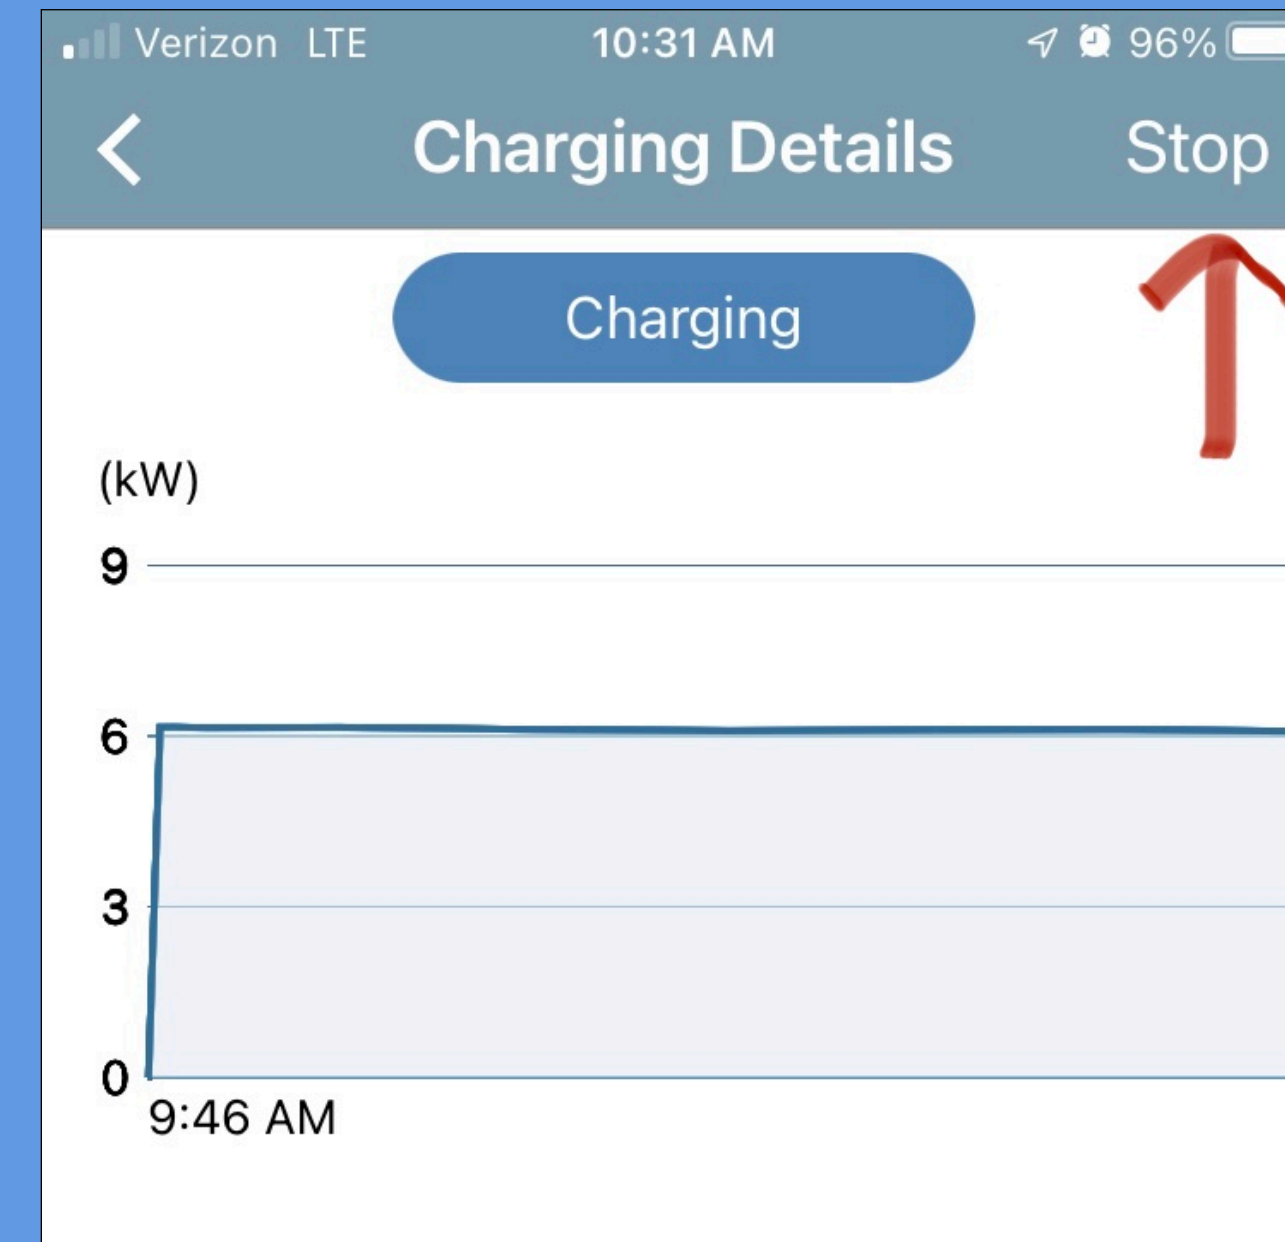 Verizon LTE 10:31 AM 96%
Charging Details Stop
Charging
(kW)
9
6
3
0
9:46 AM